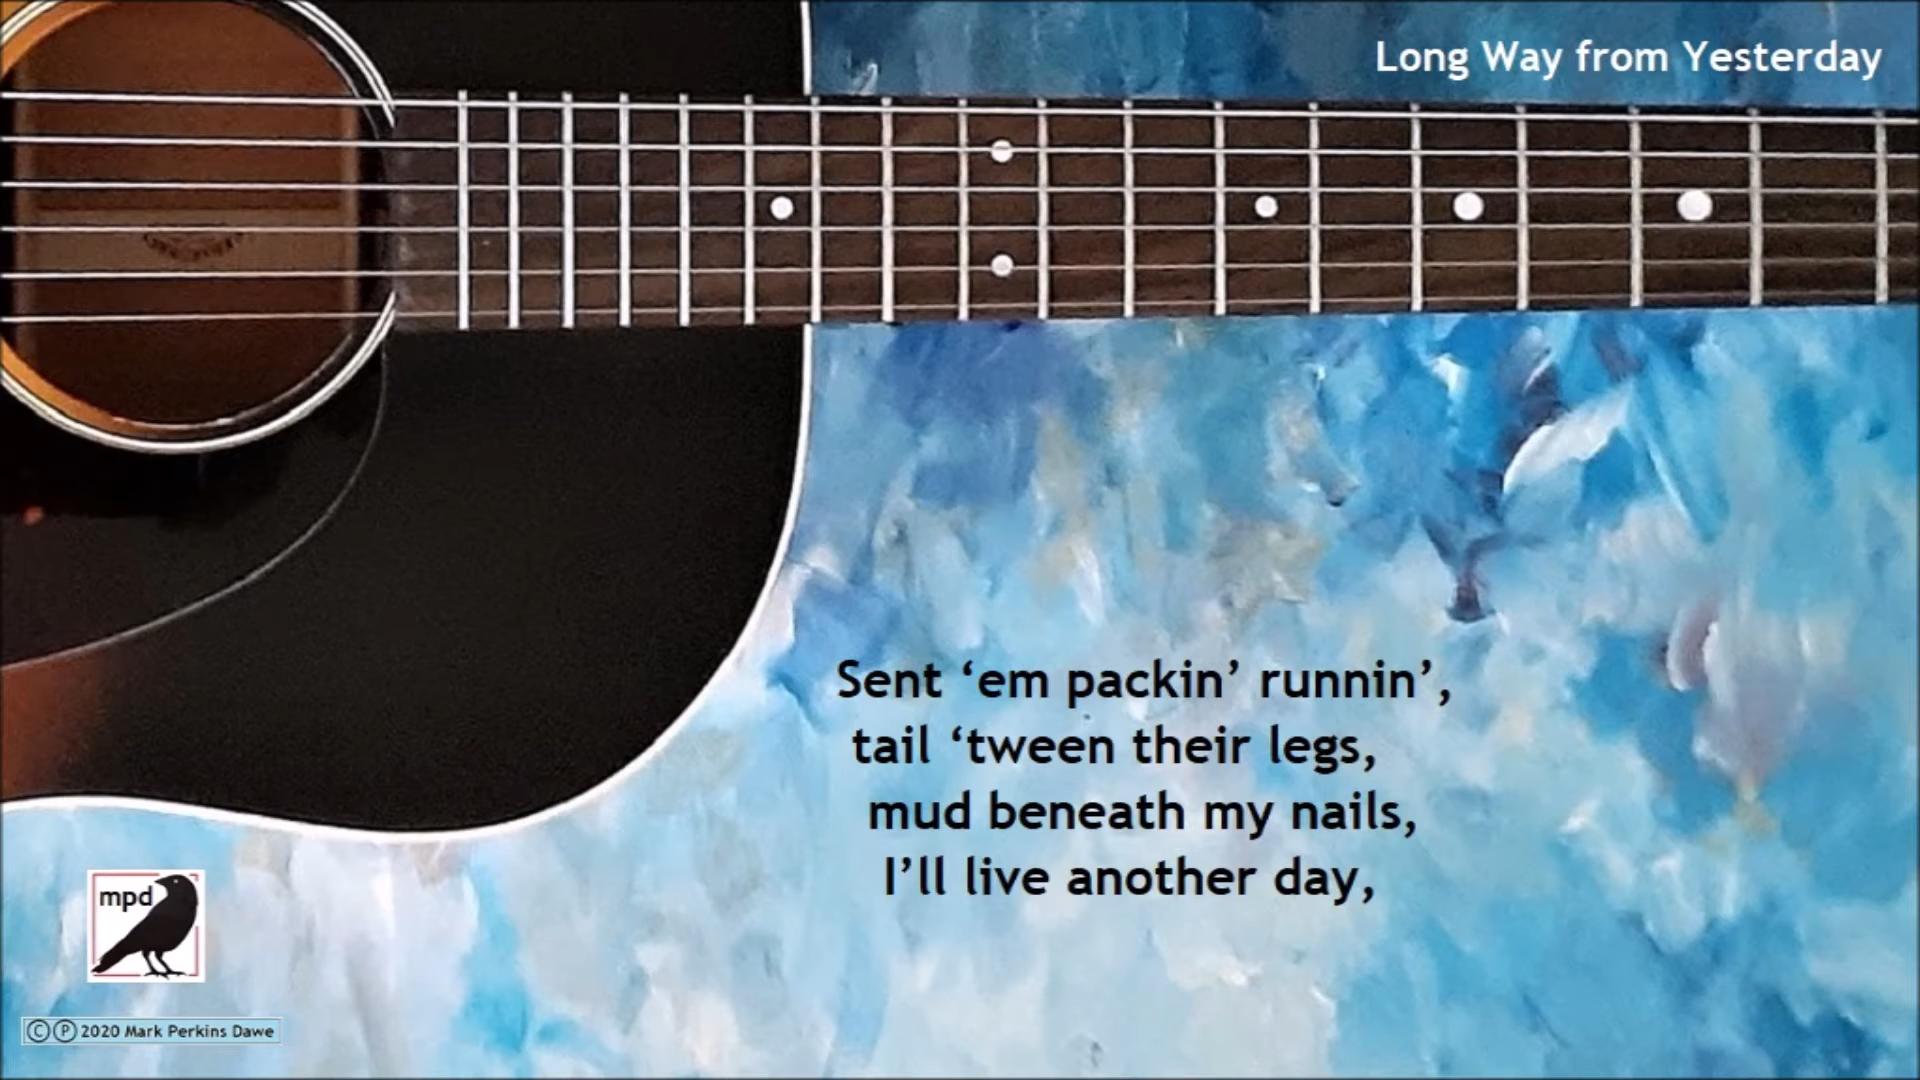 Long Way from Yesterday
Sent ‘em packin’ runnin’,
tail ‘tween their legs,
mud beneath my nails,
I’ll live another day,
mpd
Ⓒ Ⓟ 2020 Mark Perkins Dawe